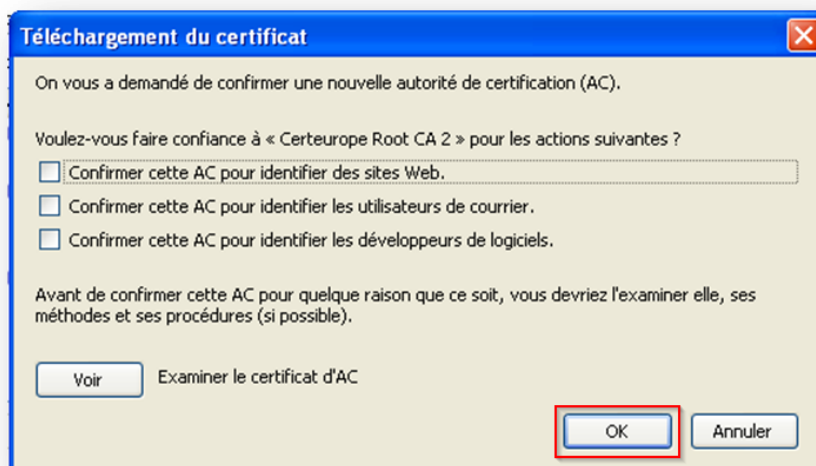 Téléchargement du certificat
On vous a demandé de confirmer une nouvelle autorité de certification (AC).
Voulez-vous faire confiance à « Certeurope Root CA 2 » pour les actions suivantes ?
Confirmer cette AC pour identifier des sites Web.
Confirmer cette AC pour identifier les utilisateurs de courrier.
Confirmer cette AC pour identifier les développeurs de logiciels.
Avant de confirmer cette AC pour quelque raison que ce soit, vous devriez l'examiner elle, ses
méthodes et ses procédures (si possible).
Voir Examiner le certificat d'AC
OK Annuler